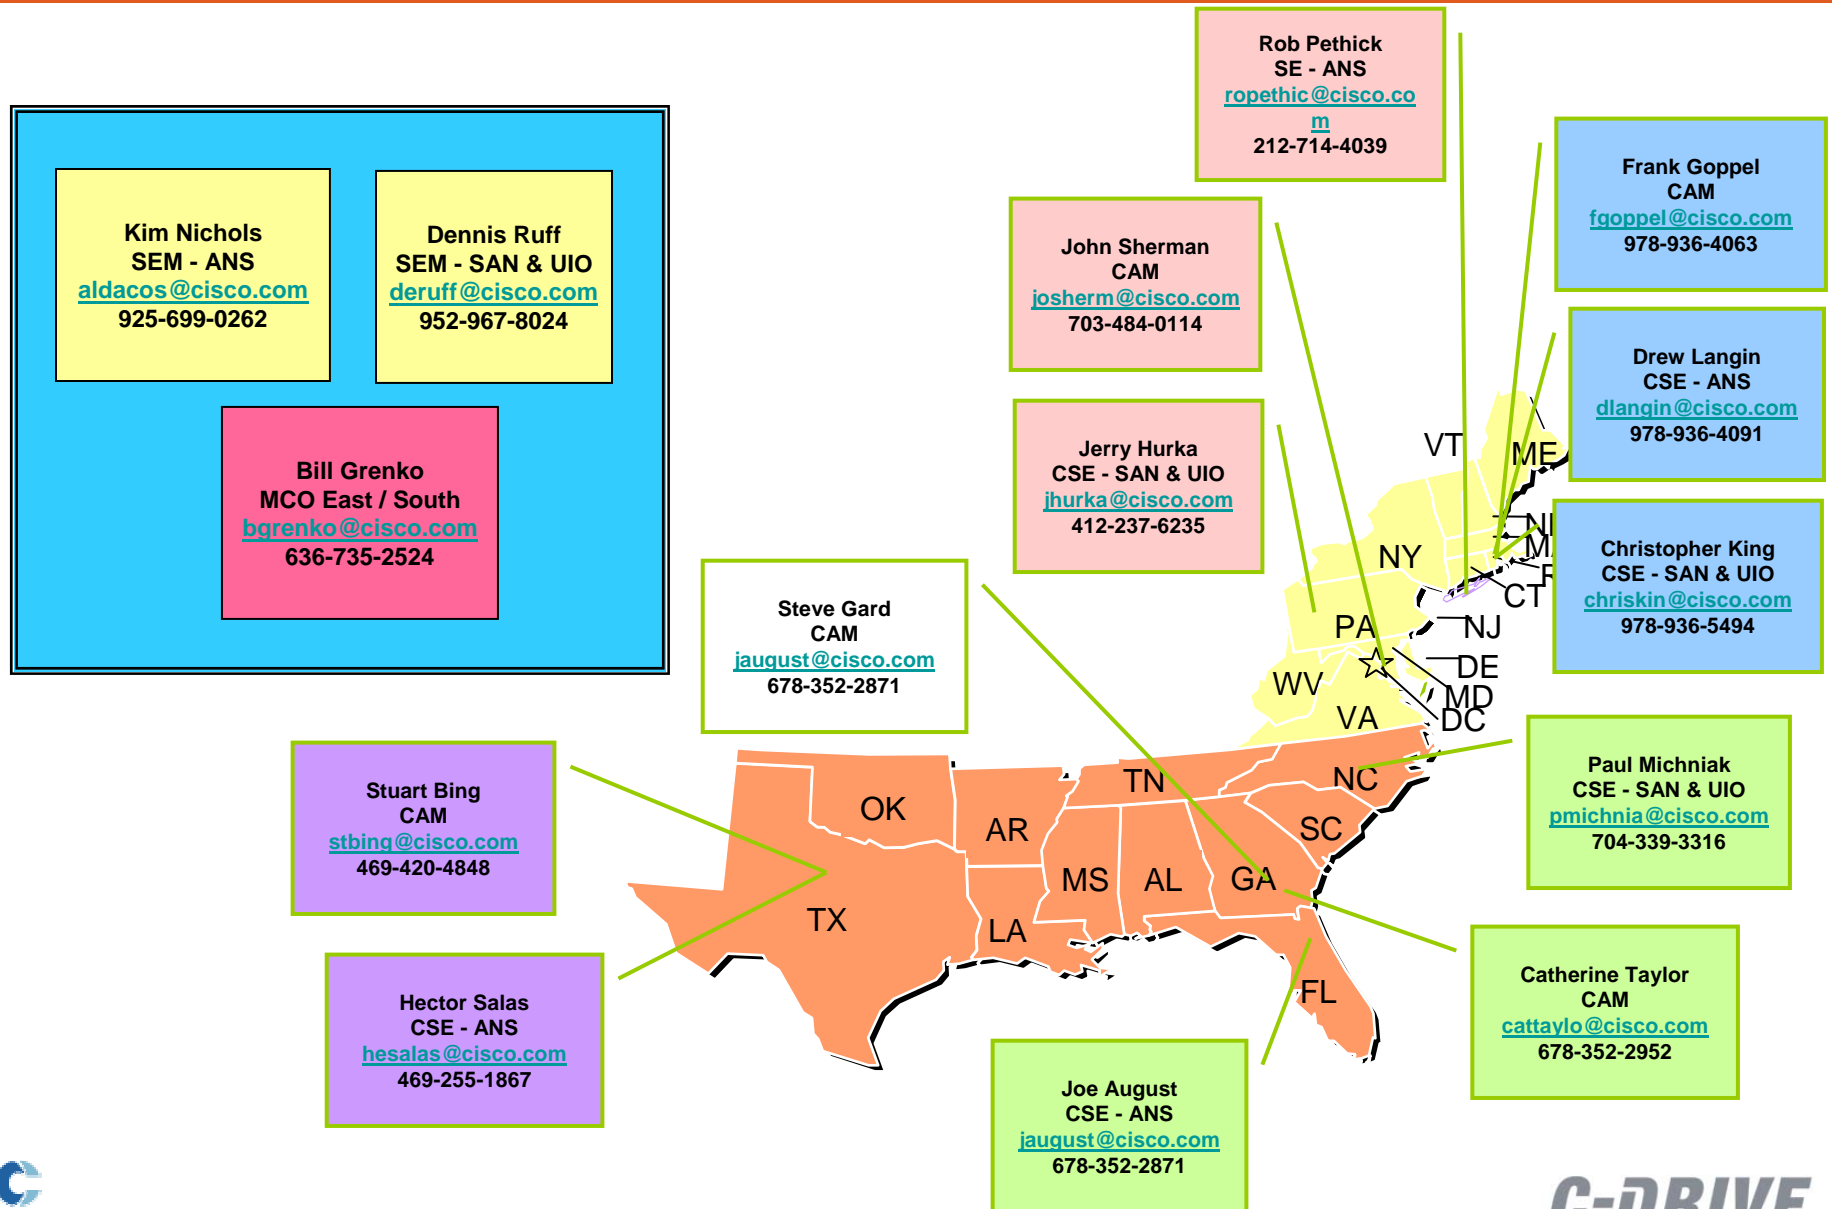 Rob Pethick
SE - ANS
ropethic@cisco.co
m
212-714-4039
Kim Nichols
SEM - ANS
aldacos@cisco.com
925-699-0262
Dennis Ruff
SEM - SAN & UIO
deruff@cisco.com
952-967-8024
Bill Grenko
MCO East / South
bgrenko@cisco.com
636-735-2524
Frank Goppel
CAM
fgoppel@cisco.com
978-936-4063
John Sherman
CAM
josherm@cisco.com
703-484-0114
Drew Langin
CSE - ANS
dlangin@cisco.com
978-936-4091
Jerry Hurka
CSE - SAN & UIO
jhurka@cisco.com
412-237-6235
Christopher King
CSE - SAN & UIO
chriskin@cisco.com
978-936-5494
Steve Gard
CAM
jaugust@cisco.com
678-352-2871
Stuart Bing
CAM
stbing@cisco.com
469-420-4848
Hector Salas
CSE - ANS
hesalas@cisco.com
469-255-1867
Paul Michniak
CSE - SAN & UIO
pmichnia@cisco.com
704-339-3316
Catherine Taylor
CAM
cattaylo@cisco.com
678-352-2952
Joe August
CSE - ANS
jaugust@cisco.com
678-352-2871
VT
ME
NY
CT
PA
NJ
DE
WV
MD
VA
DC
TN
NC
OK
AR
SC
MS
AL
GA
TX
LA
FL
C-DRIVE